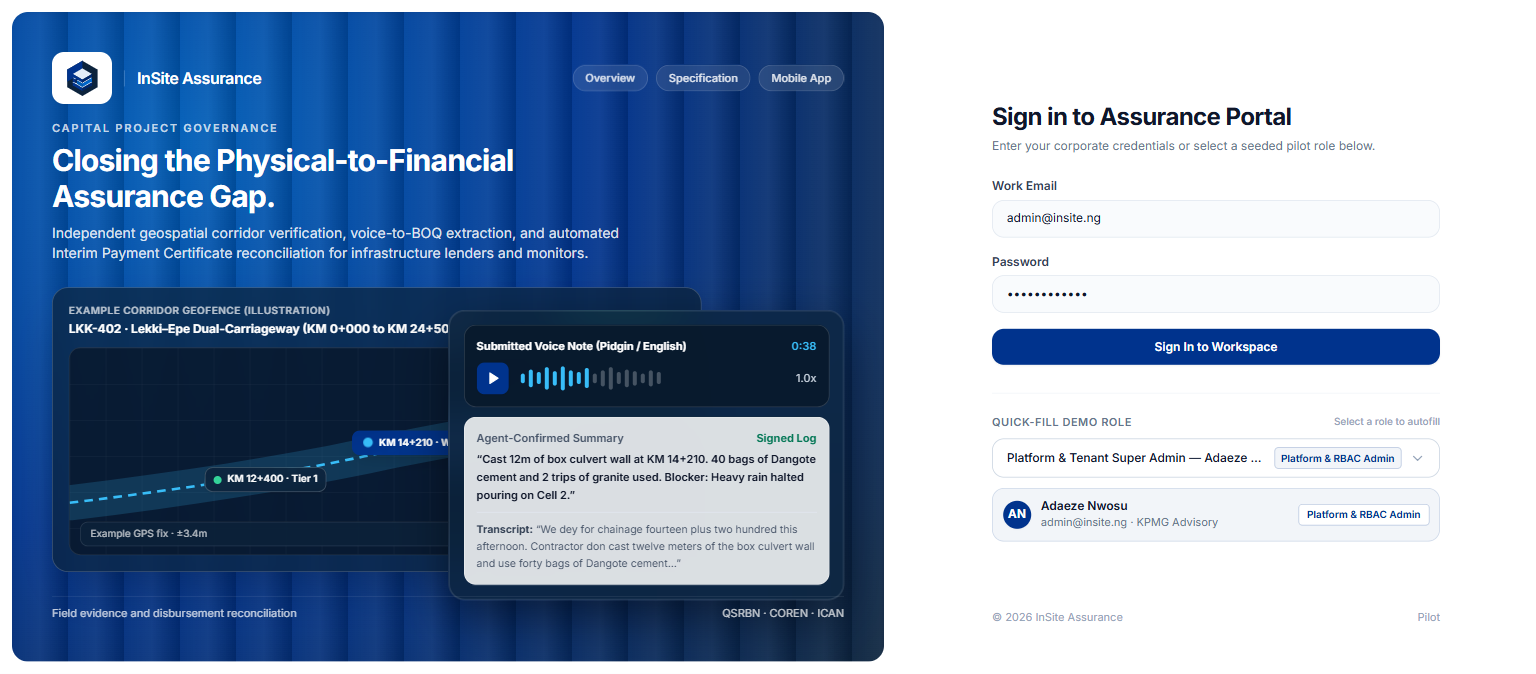 InSite Assurance
Overview
Specification
Mobile App
CAPITAL PROJECT GOVERNANCE
Closing the Physical-to-Financial
Assurance Gap.
Independent geospatial corridor verification, voice-to-BOQ extraction, and automated
Interim Payment Certificate reconciliation for infrastructure lenders and monitors.
EXAMPLE CORRIDOR GEOFENCE (ILLUSTRATION)
LKK-402 · Lekki–Epe Dual-Carriageway (KM 0+000 to KM 24+50
KM 14+210 · W
KM 12+400 · Tier 1
Example GPS fix · ±3.4m
Submitted Voice Note (Pidgin / English)
0:38
1.0x
Agent-Confirmed Summary
Signed Log
“Cast 12m of box culvert wall at KM 14+210. 40 bags of Dangote
cement and 2 trips of granite used. Blocker: Heavy rain halted
pouring on Cell 2.”
Transcript: “We dey for chainage fourteen plus two hundred this
afternoon. Contractor don cast twelve meters of the box culvert wall
and use forty bags of Dangote cement...”
Field evidence and disbursement reconciliation
QSRBN · COREN · ICAN
Sign in to Assurance Portal
Enter your corporate credentials or select a seeded pilot role below.
Work Email
admin@insite.ng
Password
••••••••••••
Sign In to Workspace
QUICK-FILL DEMO ROLE
Select a role to autofill
Platform & Tenant Super Admin — Adaeze ...
Platform & RBAC Admin
AN
Adaeze Nwosu
admin@insite.ng · KPMG Advisory
Platform & RBAC Admin
© 2026 InSite Assurance
Pilot